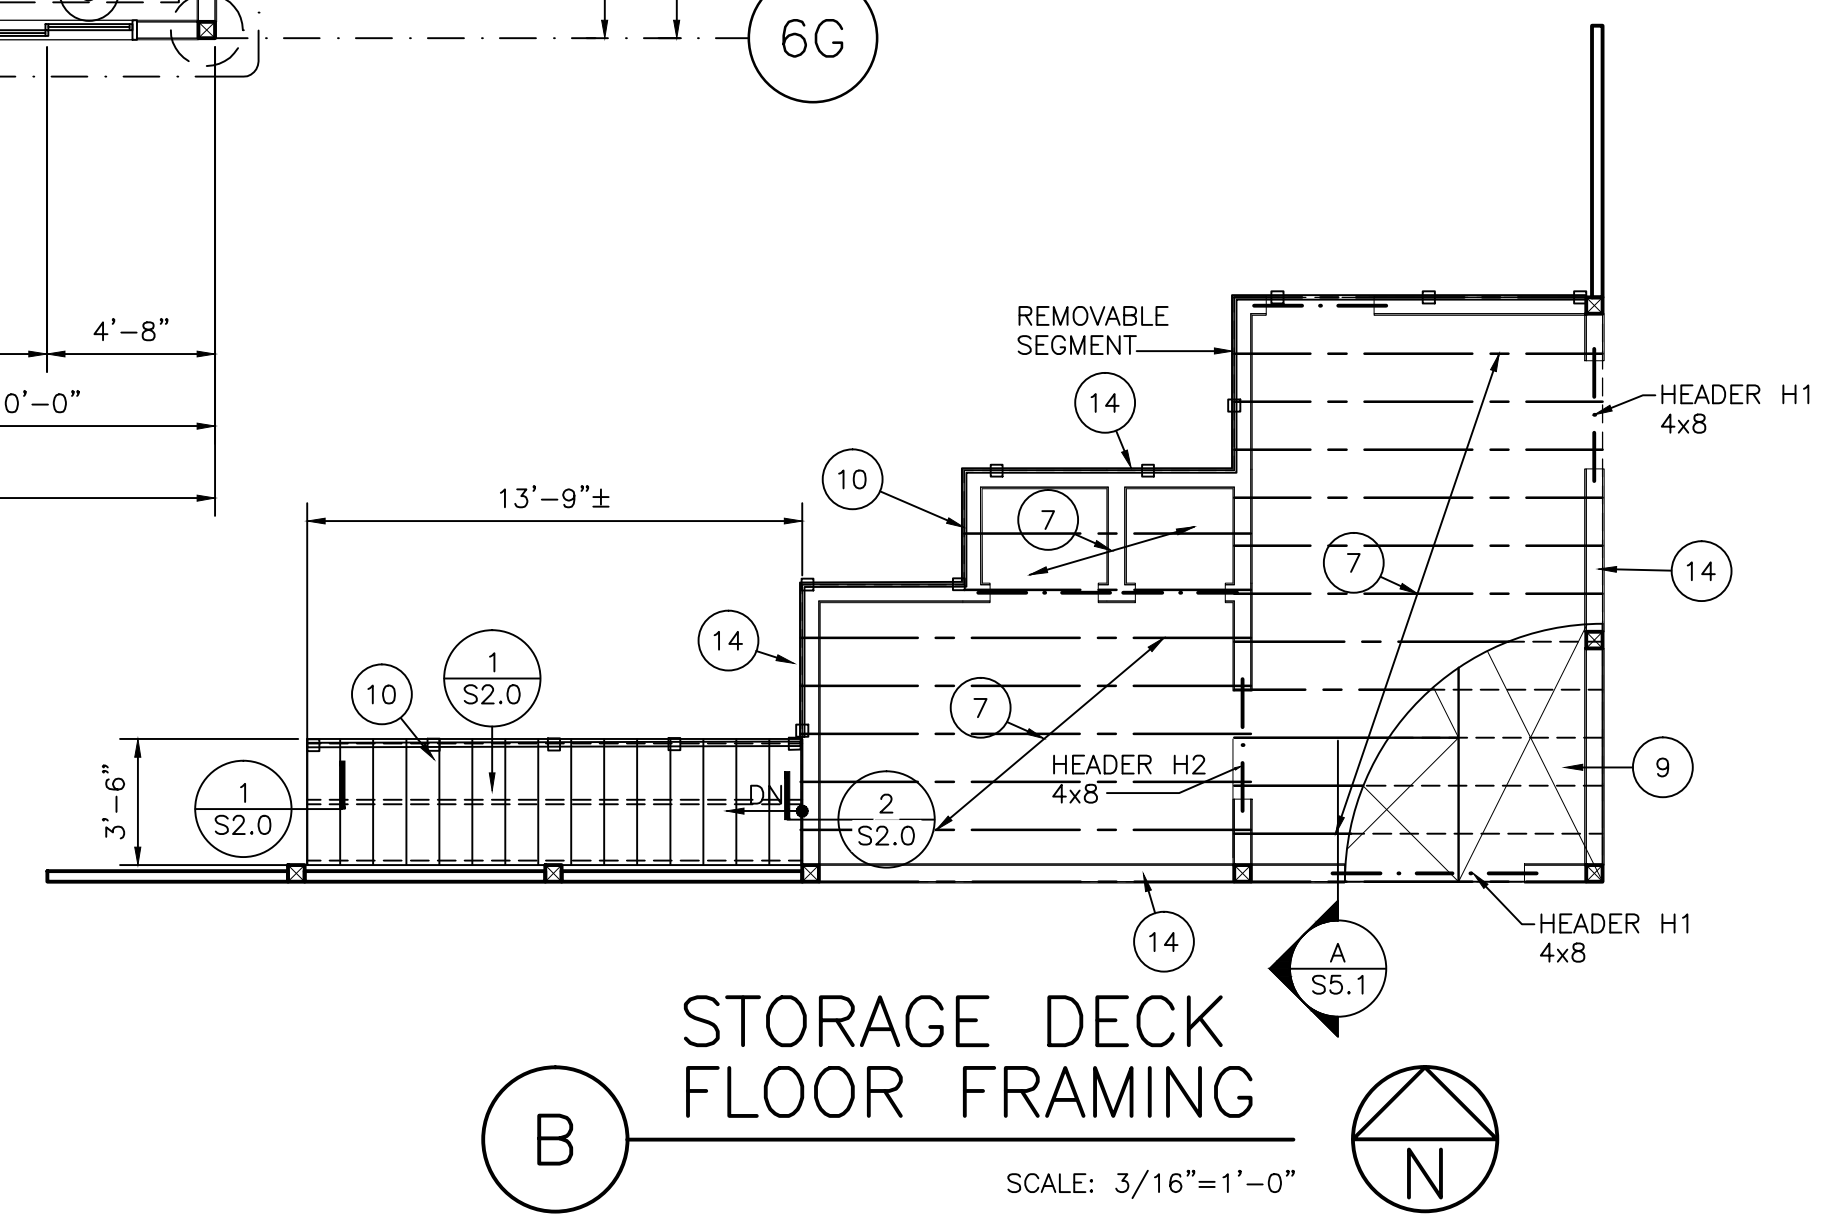 6G
4'-8"
0'-0"
REMOVABLE
SEGMENT
14
HEADER H1
4x8
10
13'-9"±
7
7
14
14
1
S2.0
10
7
3'-6"
1
S2.0
DN
2
S2.0
HEADER H2
4x8
9
14
HEADER H1
4x8
A
S5.1
STORAGE DECK
FLOOR FRAMING
B
SCALE: 3/16"=1'-0"
N